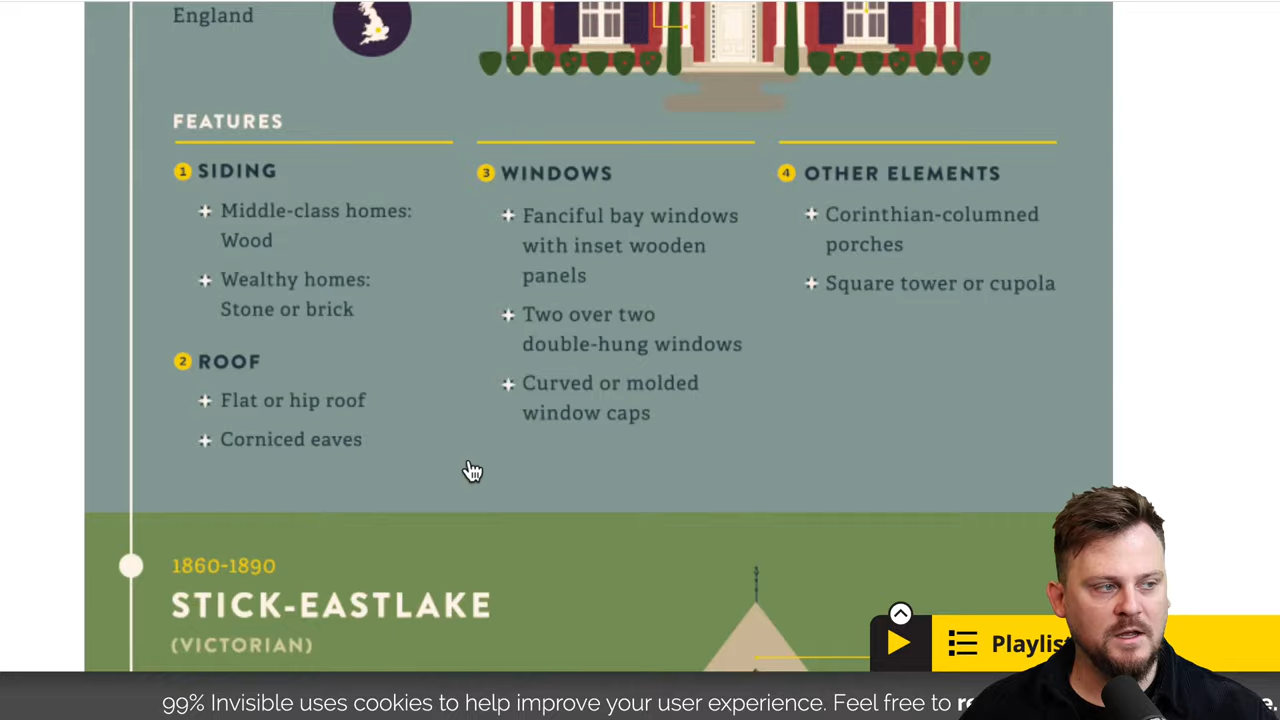 England
FEATURES
1 SIDING
+ Middle-class homes:
Wood
+ Wealthy homes:
Stone or brick
2 ROOF
+ Flat or hip roof
+ Corniced eaves
3 WINDOWS
+ Fanciful bay windows
with inset wooden
panels
+ Two over two
double-hung windows
+ Curved or molded
window caps
4 OTHER ELEMENTS
+ Corinthian-columned
porches
+ Square tower or cupola
1860-1890
STICK-EASTLAKE
(VICTORIAN)
99% Invisible uses cookies to help improve your user experience. Feel free to